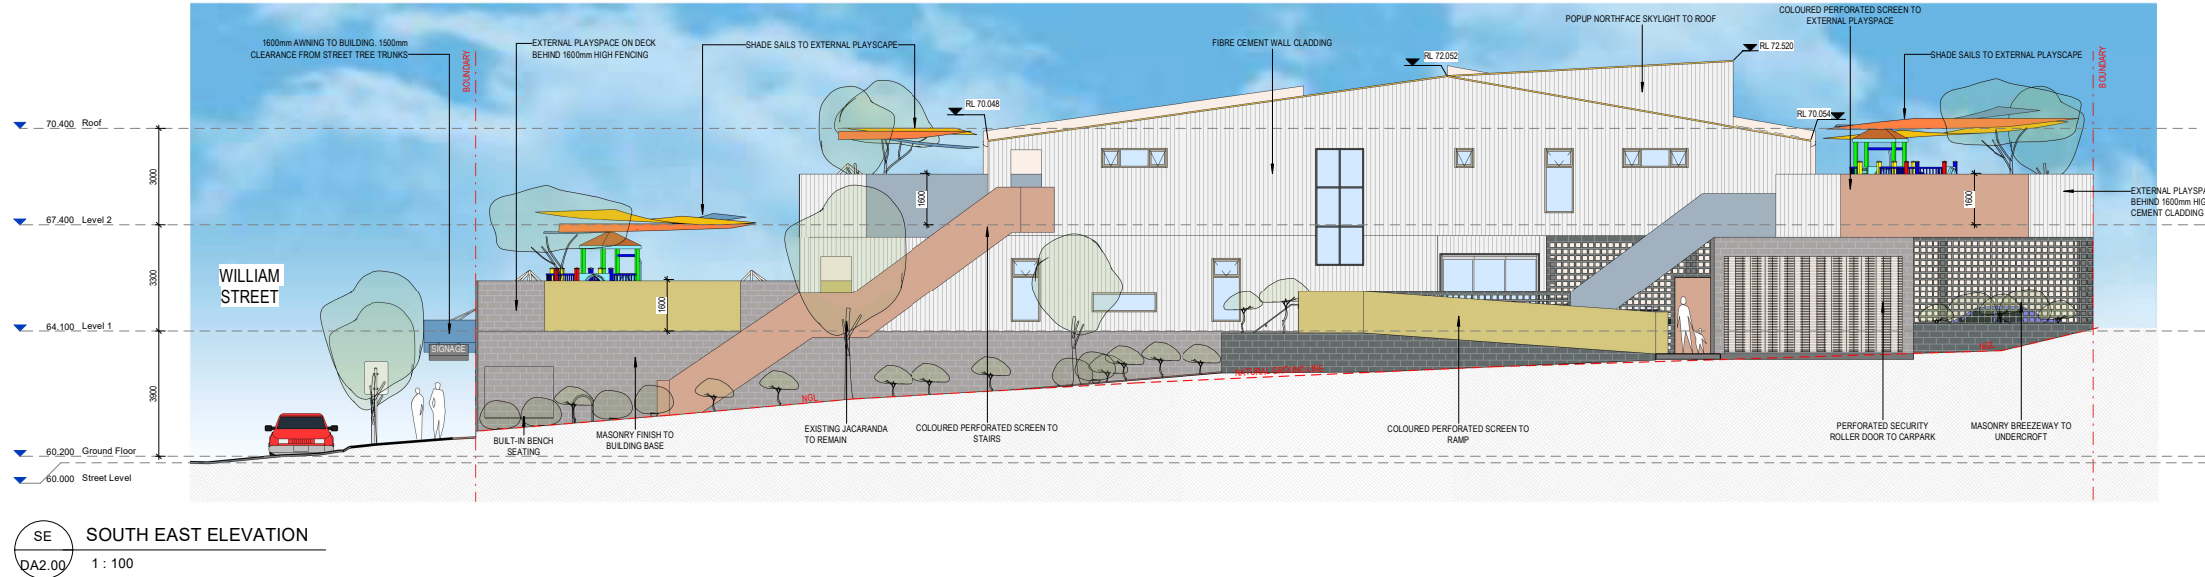 1600mm AWNING TO BUILDING. 1500mm
CLEARANCE FROM STREET TREE TRUNKS
BOUNDARY
EXTERNAL PLAYSPACE ON DECK
BEHIND 1600mm HIGH FENCING
SHADE SAILS TO EXTERNAL PLAYSCAPE
RL 70.048
FIBRE CEMENT WALL CLADDING
RL 72.052
POPUP NORTHFACE SKYLIGHT TO ROOF
RL 72.520
COLOURED PERFORATED SCREEN TO
EXTERNAL PLAYSPACE
RL 70.054
SHADE SAILS TO EXTERNAL PLAYSCAPE
BOUNDARY
70.400 Roof
3000
67.400 Level 2
3300
64.100 Level 1
3900
60.200 Ground Floor
60.000 Street Level
WILLIAM
STREET
SIGNAGE
1600
1600
1600
EXTERNAL PLAYSPA
BEHIND 1600mm HIG
CEMENT CLADDING
NGL
NATURAL GROUND LINE
BUILT-IN BENCH
SEATING
MASONRY FINISH TO
BUILDING BASE
EXISTING JACARANDA
TO REMAIN
COLOURED PERFORATED SCREEN TO
STAIRS
COLOURED PERFORATED SCREEN TO
RAMP
PERFORATED SECURITY
ROLLER DOOR TO CARPARK
MASONRY BREEZEWAY TO
UNDERCROFT
SE
DA2.00
SOUTH EAST ELEVATION
1 : 100